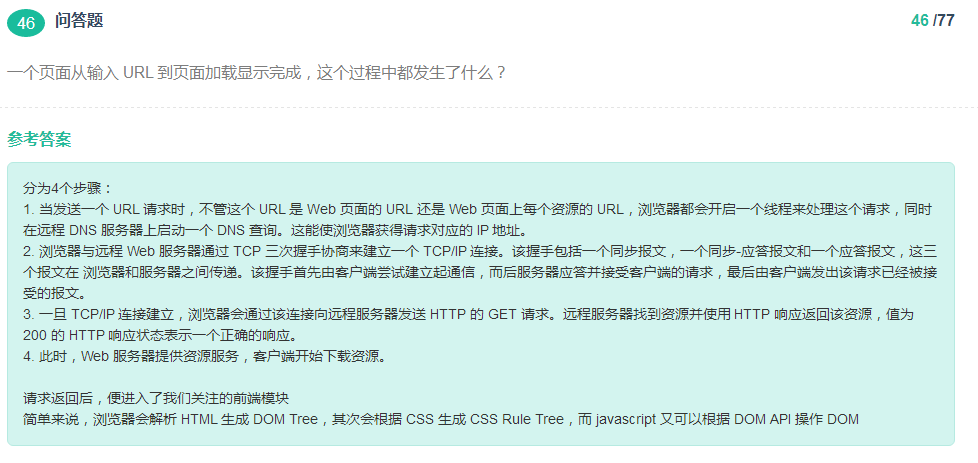 46 问答题 46 /77
一个页面从输入 URL 到页面加载显示完成，这个过程中都发生了什么？
参考答案
分为4个步骤：
1. 当发送一个 URL 请求时，不管这个 URL 是 Web 页面的 URL 还是 Web 页面上每个资源的 URL，浏览器都会开启一个线程来处理这个请求，同时
在远程 DNS 服务器上启动一个 DNS 查询。这能使浏览器获得请求对应的 IP 地址。
2. 浏览器与远程 Web 服务器通过 TCP 三次握手协商来建立一个 TCP/IP 连接。该握手包括一个同步报文，一个同步-应答报文和一个应答报文，这三
个报文在 浏览器和服务器之间传递。该握手首先由客户端尝试建立起通信，而后服务器应答并接受客户端的请求，最后由客户端发出该请求已经被接
受的报文。
3. 一旦 TCP/IP 连接建立，浏览器会通过该连接向远程服务器发送 HTTP 的 GET 请求。远程服务器找到资源并使用 HTTP 响应返回该资源，值为
200 的 HTTP 响应状态表示一个正确的响应。
4. 此时，Web 服务器提供资源服务，客户端开始下载资源。
请求返回后，便进入了我们关注的前端模块
简单来说，浏览器会解析 HTML 生成 DOM Tree，其次会根据 CSS 生成 CSS Rule Tree，而 javascript 又可以根据 DOM API 操作 DOM